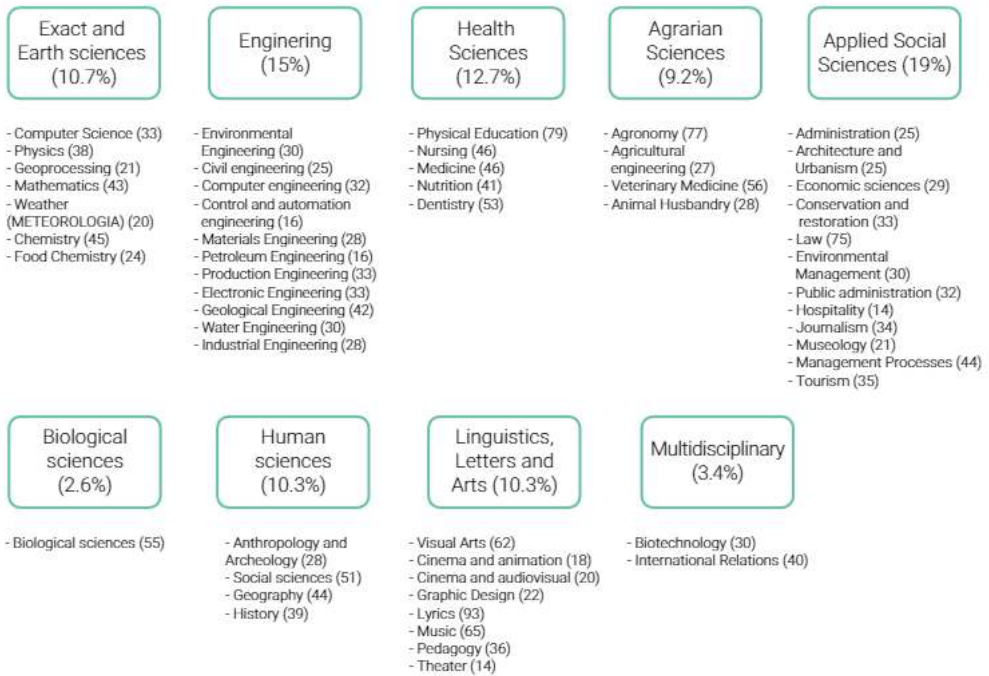 Exact and
Earth sciences
(10.7%)
- Computer Science (33)
- Physics (38)
- Geoprocessing (21)
- Mathematics (43)
- Weather
(METEOROLOGIA) (20)
- Chemistry (45)
- Food Chemistry (24)
Enginering
(15%)
- Environmental
Engineering (30)
- Civil engineering (25)
- Computer engineering (32)
- Control and automation
engineering (16)
- Materials Engineering (28)
- Petroleum Engineering (16)
- Production Engineering (33)
- Electronic Engineering (33)
- Geological Engineering (42)
- Water Engineering (30)
- Industrial Engineering (28)
Health
Sciences
(12.7%)
- Physical Education (79)
- Nursing (46)
- Medicine (46)
- Nutrition (41)
- Dentistry (53)
Agrarian
Sciences
(9.2%)
- Agronomy (77)
- Agricultural
engineering (27)
- Veterinary Medicine (56)
- Animal Husbandry (28)
Applied Social
Sciences (19%)
- Administration (25)
- Architecture and
Urbanism (25)
- Economic sciences (29)
- Conservation and
restoration (33)
- Law (75)
- Environmental
Management (30)
- Public administration (32)
- Hospitality (14)
- Journalism (34)
- Museology (21)
- Management Processes (44)
- Tourism (35)
Biological
sciences
(2.6%)
- Biological sciences (55)
Human
sciences
(10.3%)
- Anthropology and
Archeology (28)
- Social sciences (51)
- Geography (44)
- History (39)
Linguistics,
Letters and
Arts (10.3%)
- Visual Arts (62)
- Cinema and animation (18)
- Cinema and audiovisual (20)
- Graphic Design (22)
- Lyrics (93)
- Music (65)
- Pedagogy (36)
- Theater (14)
Multidisciplinary
(3.4%)
- Biotechnology (30)
- International Relations (40)